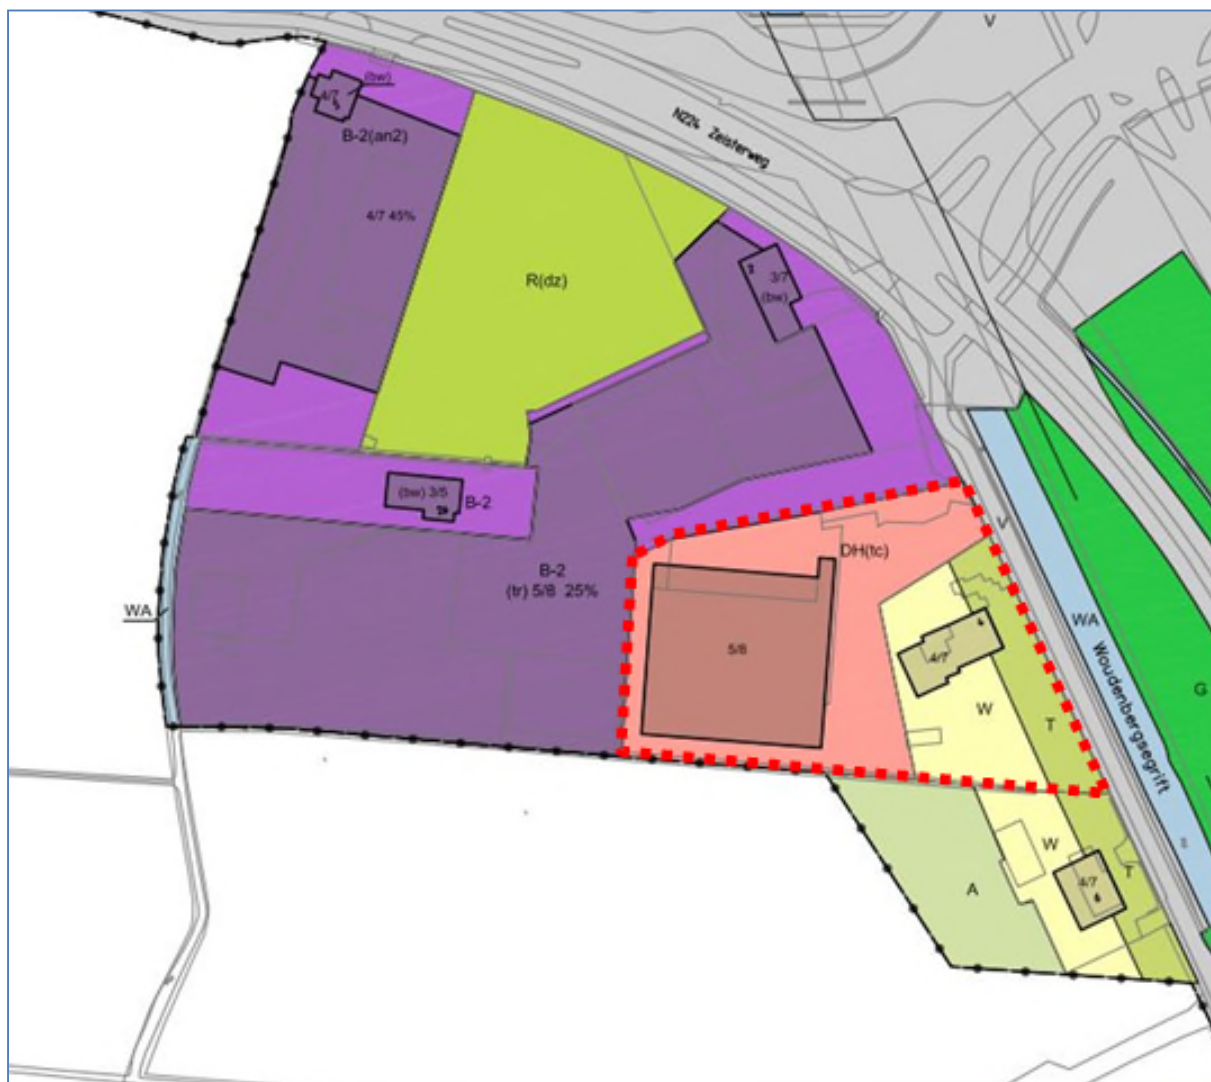 V
(bw)
4/7
B-2(an2)
N224 Zeisterweg
4/7 45%
R(dz)
3/7
(bw)
(bw) 3/5
B-2
V
DH(tc)
B-2
(tr) 5/8 25%
WA
WA
Woudenbergsegrift
5/8
4/7
G
W
T
W
T
A
4/7